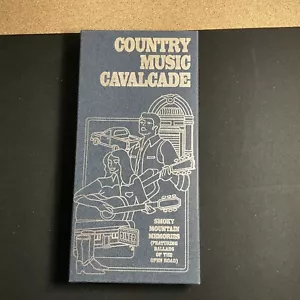 COUNTRY
MUSIC
CAVALCADE
SMOKY
MOUNTAIN
MEMORIES
(FEATURING
BALLADS
OF THE
OPEN ROAD)